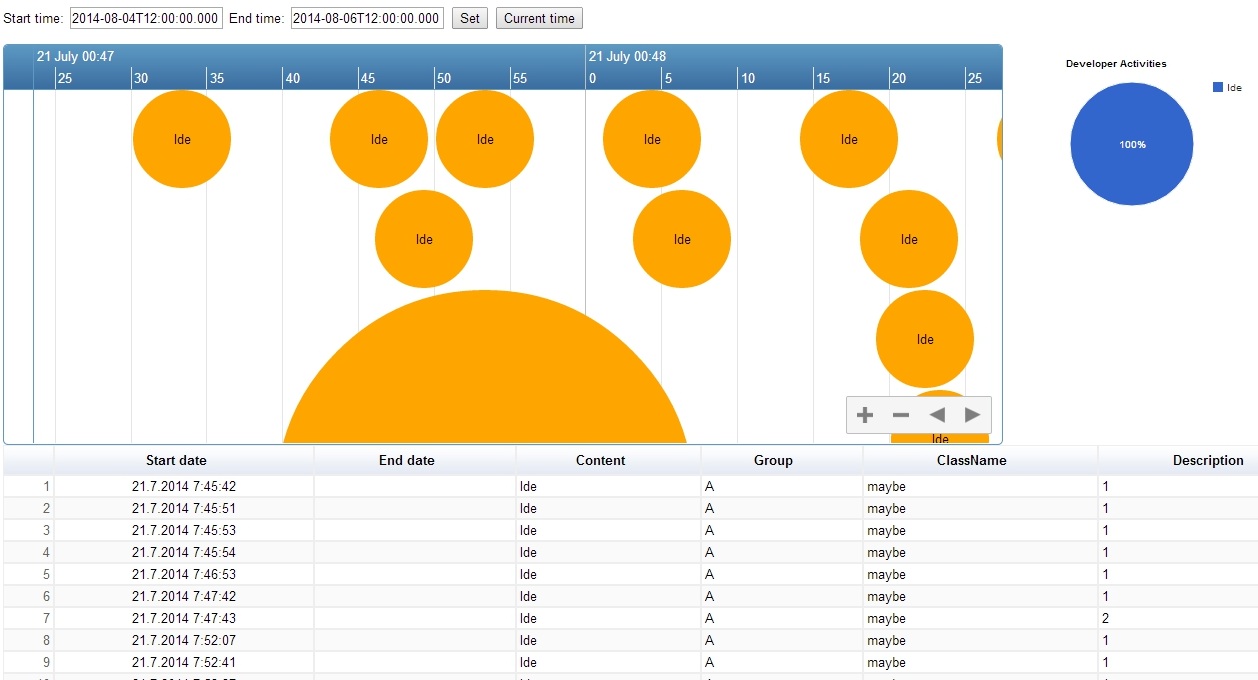 Start time: 2014-08-04T12:00:00.000 End time: 2014-08-06T12:00:00.000 Set Current time
21 July 00:47 21 July 00:48
25 30 35 40 45 50 55 0 5 10 15 20 25
Developer Activities
Ide
100%
Ide Ide Ide Ide Ide
Ide Ide Ide
Ide
Ide
Start date End date Content Group ClassName Description
1 21.7.2014 7:45:42 Ide A maybe 1
2 21.7.2014 7:45:51 Ide A maybe 1
3 21.7.2014 7:45:53 Ide A maybe 1
4 21.7.2014 7:45:54 Ide A maybe 1
5 21.7.2014 7:46:53 Ide A maybe 1
6 21.7.2014 7:47:42 Ide A maybe 1
7 21.7.2014 7:47:43 Ide A maybe 2
8 21.7.2014 7:52:07 Ide A maybe 1
9 21.7.2014 7:52:41 Ide A maybe 1